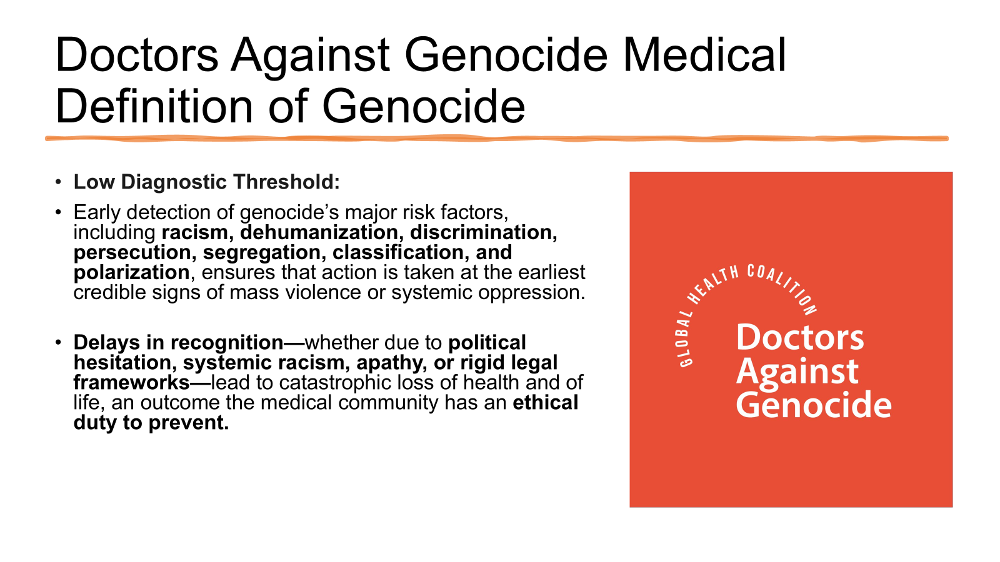 Doctors Against Genocide Medical
Definition of Genocide
• Low Diagnostic Threshold:
• Early detection of genocide’s major risk factors,
including racism, dehumanization, discrimination,
persecution, segregation, classification, and
polarization, ensures that action is taken at the earliest
credible signs of mass violence or systemic oppression.
• Delays in recognition—whether due to political
hesitation, systemic racism, apathy, or rigid legal
frameworks—lead to catastrophic loss of health and of
life, an outcome the medical community has an ethical
duty to prevent.
GLOBAL HEALTH COALITION
Doctors
Against
Genocide